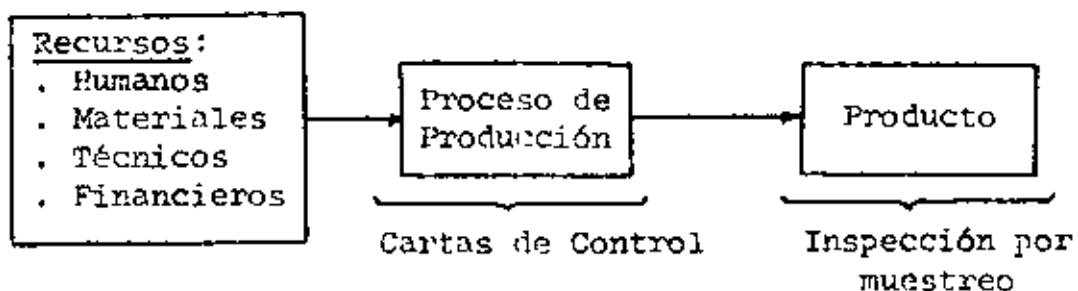 Recursos:
. Humanos
. Materiales
. Técnicos
. Financieros
Proceso de
Producción
Producto
Cartas de Control
Inspección por
muestreo